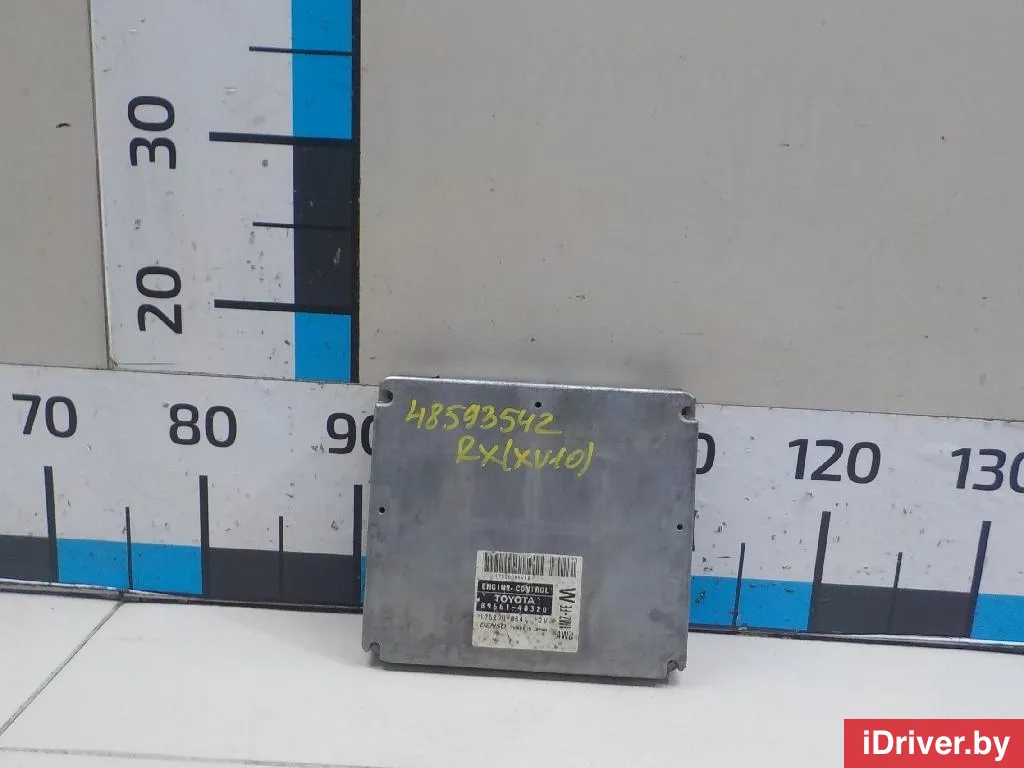 30
20
70
80
90
120
130
48593542
RX(XV10)
ENGINE CONTROL
TOYOTA
89661-48320
DENSO
1MZ-FE
4WD
iDriver.by